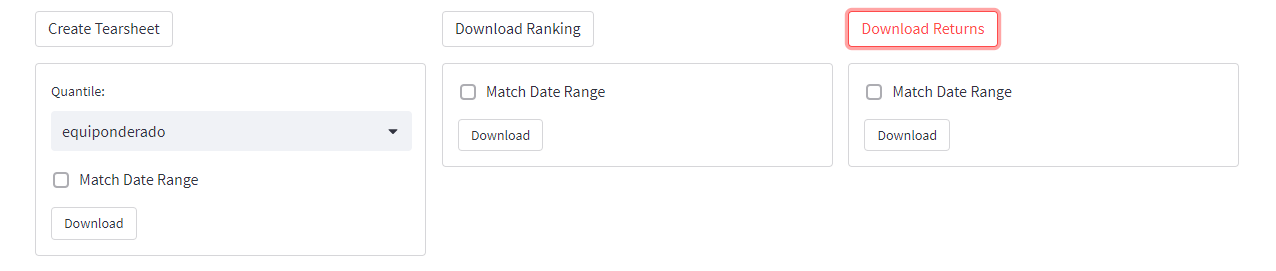 Create Tearsheet
Download Ranking
Download Returns
Quantile:
equiponderado
Match Date Range
Download
Match Date Range
Download
Match Date Range
Download